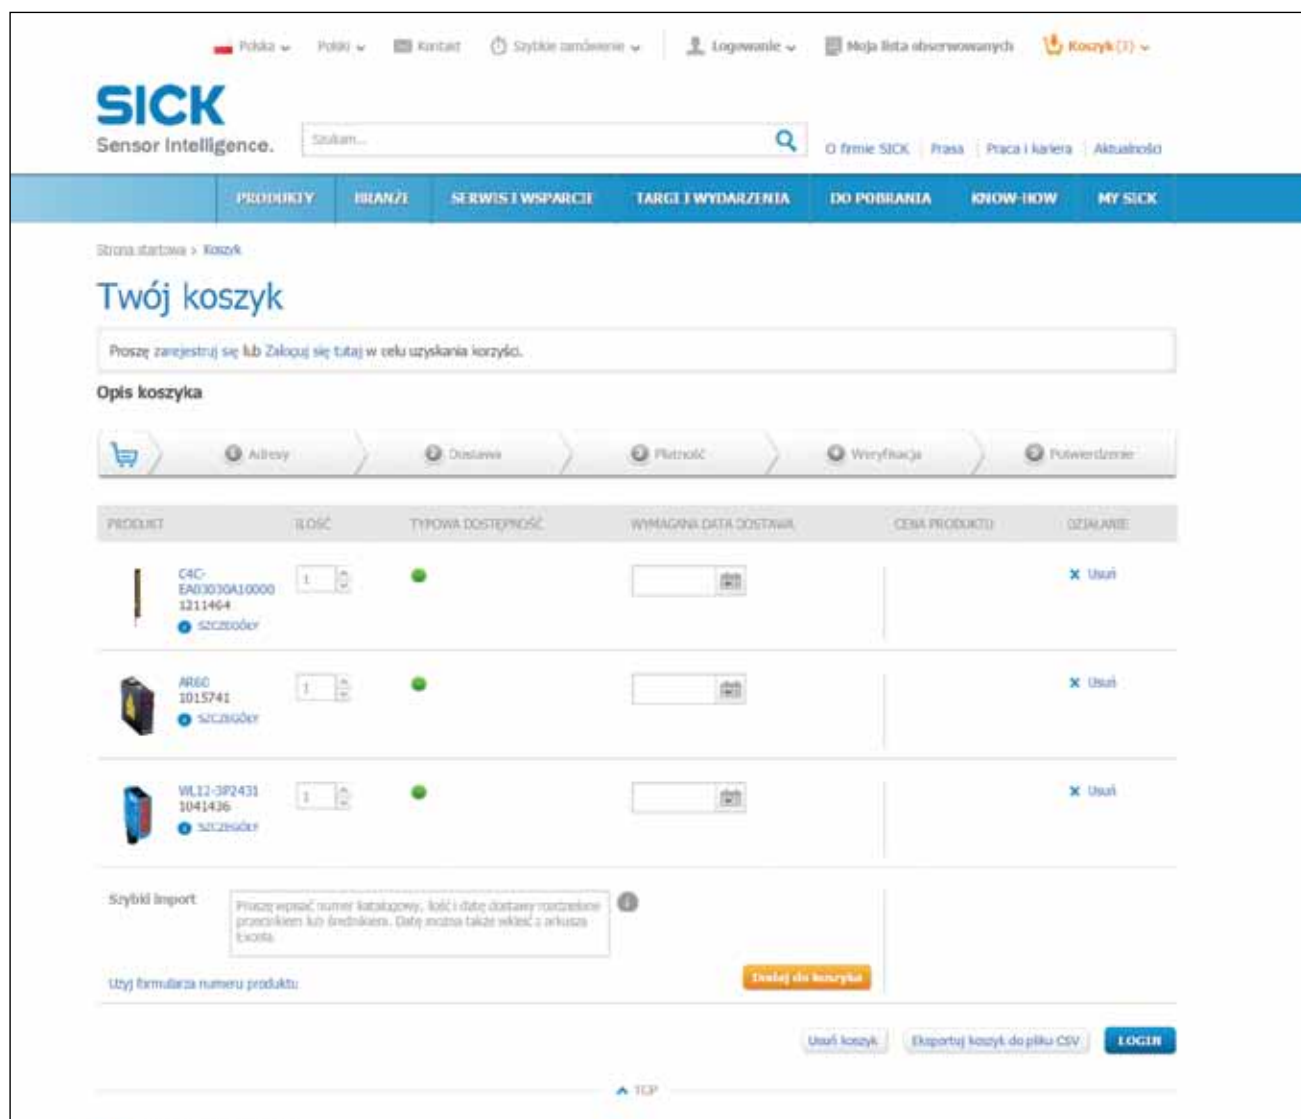 Polska
Polski
Kontakt
Szybkie zamówienie
Logowanie
Moja lista obserwowanych
Koszyk (3)
SICK
Sensor Intelligence.
Szukam...
O firmie SICK
Prasa
Praca i kariera
Aktualności
PRODUKTY
BRANŻE
SERWIS I WSPARCIE
TARGI I WYDARZENIA
DO POBRANIA
KNOW-HOW
MY SICK
Strona startowa > Koszyk
Twój koszyk
Proszę zarejestruj się lub Zaloguj się tutaj w celu uzyskania korzyści.
Opis koszyka
Adresy
Dostawa
Płatność
Weryfikacja
Potwierdzenie
PRODUKT
ILOŚĆ
TYPOWA DOSTĘPNOŚĆ
WYMAGANA DATA DOSTAWA
CENA PRODUKTU
DZIAŁANIE
C4C-
EA03030A10000
1211464
SZCZEGÓŁY
1
Usuń
AR60
1015741
SZCZEGÓŁY
1
Usuń
WL12-3P2431
1041436
SZCZEGÓŁY
1
Usuń
Szybki import
Proszę wpisać numer katalogowy, ilość i datę dostawy rozdzielone
przecinkiem lub średnikiem. Datę można także wkleić z arkusza
Excela.
Użyj formularza numeru produktu
Dodaj do koszyka
Usuń koszyk
Eksportuj koszyk do pliku CSV
LOGIN
TOP